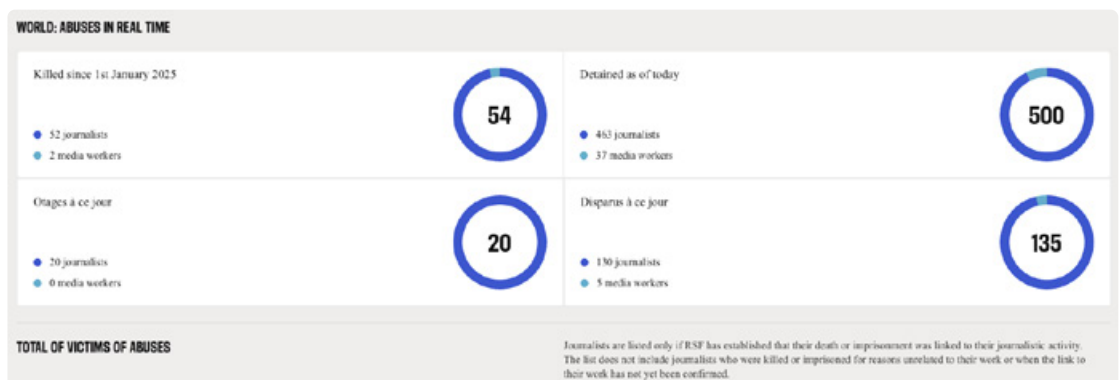 WORLD: ABUSES IN REAL TIME
Killed since 1st January 2025
54
52 journalists
2 media workers
Detained as of today
500
463 journalists
37 media workers
Otages à ce jour
20
20 journalists
0 media workers
Disparus à ce jour
135
130 journalists
5 media workers
TOTAL OF VICTIMS OF ABUSES
Journalists are listed only if RSF has established that their death or imprisonment was linked to their journalistic activity.
The list does not include journalists who were killed or imprisoned for reasons unrelated to their work or when the link to
their work has not yet been confirmed.